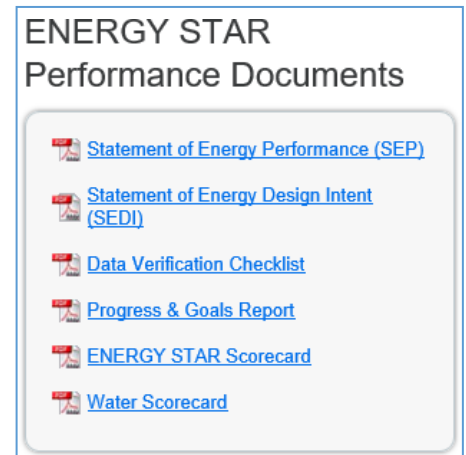 ENERGY STAR
Performance Documents
Statement of Energy Performance (SEP)
Statement of Energy Design Intent
(SEDI)
Data Verification Checklist
Progress & Goals Report
ENERGY STAR Scorecard
Water Scorecard